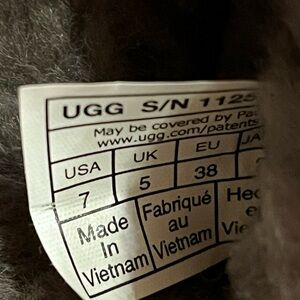 UGG S/N 1125
May be covered by
www.ugg.com/patents
USA UK EU
7 5 38
Made Fabriqué
In au
Vietnam Vietnam